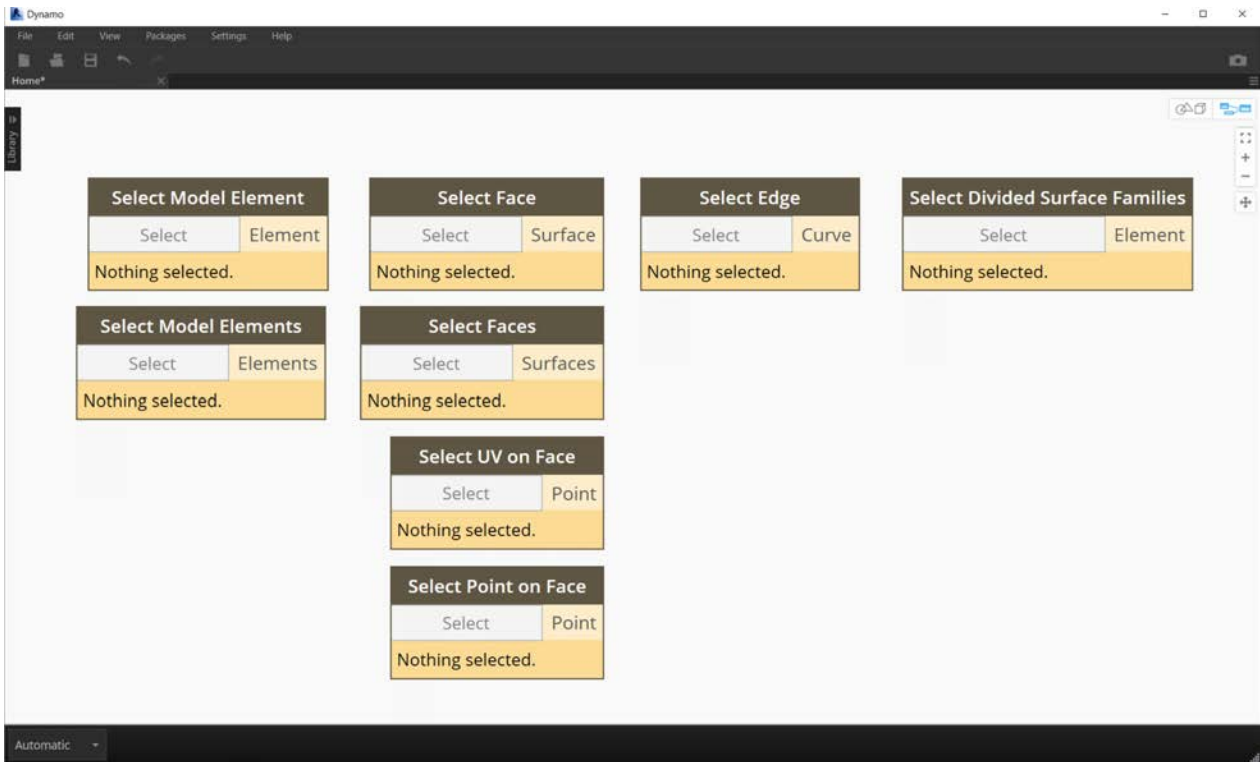 Dynamo
File Edit View Packages Settings Help
Home*
Library
Select Model Element
Select Element
Nothing selected.
Select Face
Select Surface
Nothing selected.
Select Edge
Select Curve
Nothing selected.
Select Divided Surface Families
Select Element
Nothing selected.
Select Model Elements
Select Elements
Nothing selected.
Select Faces
Select Surfaces
Nothing selected.
Select UV on Face
Select Point
Nothing selected.
Select Point on Face
Select Point
Nothing selected.
Automatic